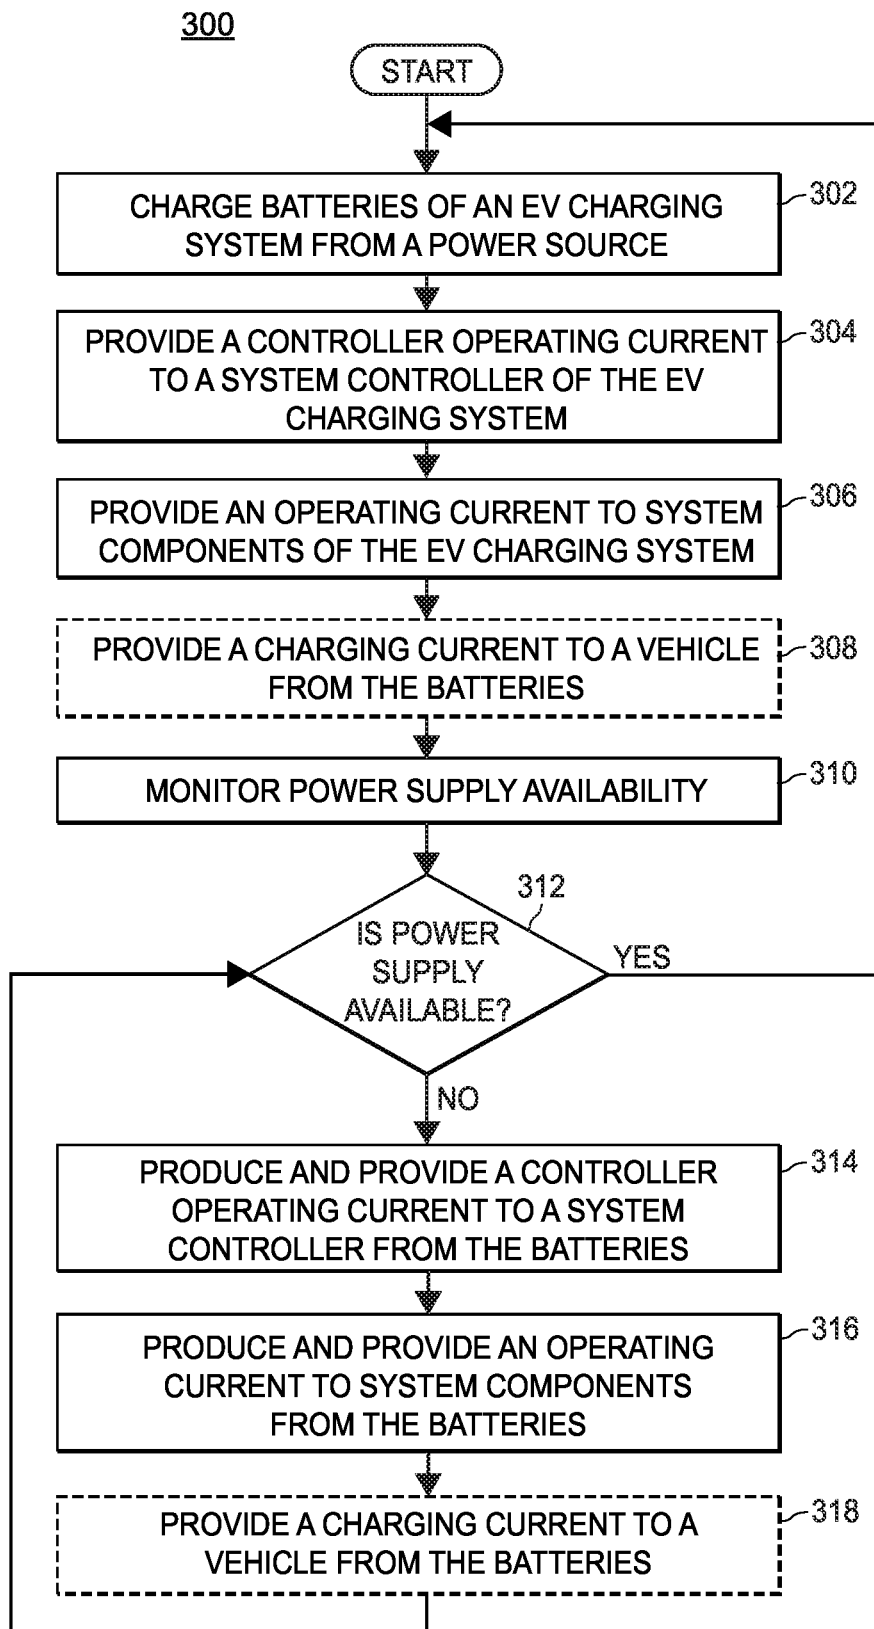 300
START
CHARGE BATTERIES OF AN EV CHARGING
SYSTEM FROM A POWER SOURCE
302
PROVIDE A CONTROLLER OPERATING CURRENT
TO A SYSTEM CONTROLLER OF THE EV
CHARGING SYSTEM
304
PROVIDE AN OPERATING CURRENT TO SYSTEM
COMPONENTS OF THE EV CHARGING SYSTEM
306
PROVIDE A CHARGING CURRENT TO A VEHICLE
FROM THE BATTERIES
308
MONITOR POWER SUPPLY AVAILABILITY
310
312
IS POWER
SUPPLY
AVAILABLE?
YES
NO
PRODUCE AND PROVIDE A CONTROLLER
OPERATING CURRENT TO A SYSTEM
CONTROLLER FROM THE BATTERIES
314
PRODUCE AND PROVIDE AN OPERATING
CURRENT TO SYSTEM COMPONENTS
FROM THE BATTERIES
316
PROVIDE A CHARGING CURRENT TO A
VEHICLE FROM THE BATTERIES
318